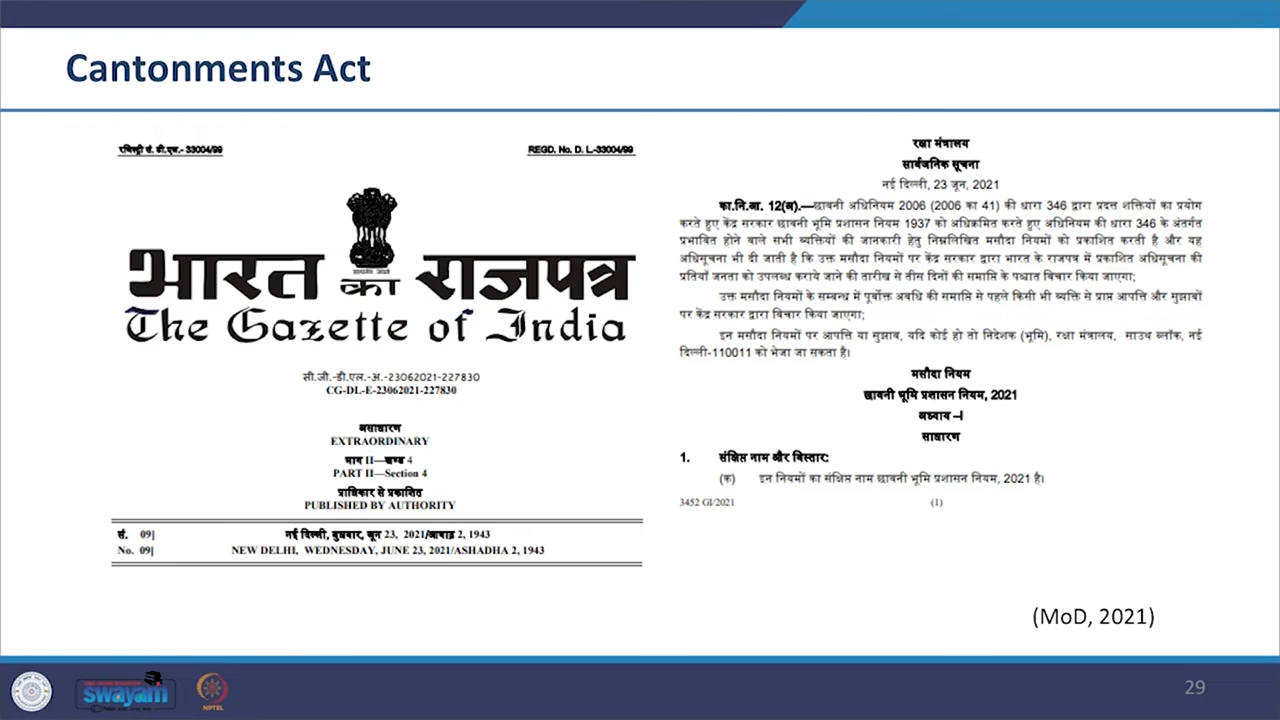 Cantonments Act
रजिस्ट्री सं. डी.एल.- 33004/99
REGD. No. D. L.-33004/99
भारत का राजपत्र
The Gazette of India
सी.जी.-डी.एल.-अ.-23062021-227830
CG-DL-E-23062021-227830
असाधारण
EXTRAORDINARY
भाग II—खण्ड 4
PART II—Section 4
प्राधिकार से प्रकाशित
PUBLISHED BY AUTHORITY
सं. 09] नई दिल्ली, बुधवार, जून 23, 2021/आषाढ़ 2, 1943
No. 09] NEW DELHI, WEDNESDAY, JUNE 23, 2021/ASHADHA 2, 1943
रक्षा मंत्रालय
सार्वजनिक सूचना
नई दिल्ली, 23 जून, 2021
का.नि.आ. 12(अ).—छावनी अधिनियम 2006 (2006 का 41) की धारा 346 द्वारा प्रदत्त शक्तियों का प्रयोग
करते हुए केंद्र सरकार छावनी भूमि प्रशासन नियम 1937 को अधिक्रमित करते हुए अधिनियम की धारा 346 के अंतर्गत
प्रभावित होने वाले सभी व्यक्तियों की जानकारी हेतु निम्नलिखित मसौदा नियमों को प्रकाशित करती है और यह
अधिसूचना भी दी जाती है कि उक्त मसौदा नियमों पर केंद्र सरकार द्वारा भारत के राजपत्र में प्रकाशित अधिसूचना की
प्रतियाँ जनता को उपलब्ध कराये जाने की तारीख से तीस दिनों की समाप्ति के पश्चात विचार किया जाएगा;
उक्त मसौदा नियमों के सम्बन्ध में पूर्वोक्त अवधि की समाप्ति से पहले किसी भी व्यक्ति से प्राप्त आपत्ति और सुझावों
पर केंद्र सरकार द्वारा विचार किया जाएगा;
इन मसौदा नियमों पर आपत्ति या सुझाव, यदि कोई हो तो निदेशक (भूमि), रक्षा मंत्रालय, साउथ ब्लॉक, नई
दिल्ली-110011 को भेजा जा सकता है।
मसौदा नियम
छावनी भूमि प्रशासन नियम, 2021
अध्याय –I
साधारण
1. संक्षिप्त नाम और विस्तार:
(क) इन नियमों का संक्षिप्त नाम छावनी भूमि प्रशासन नियम, 2021 है।
3452 GI/2021 (1)
(MoD, 2021)
swayam
NPTEL
29